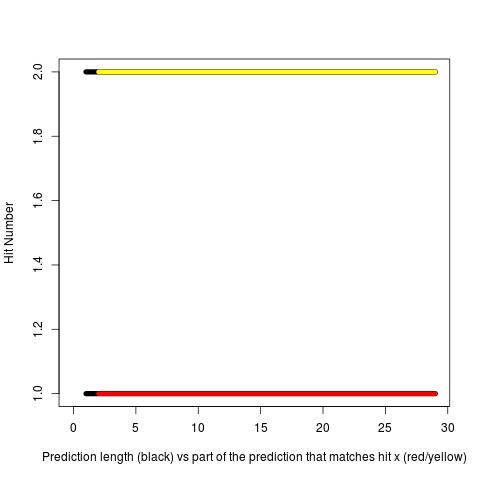 2.0
1.8
1.6
1.4
1.2
1.0
Hit Number
0 5 10 15 20 25 30
Prediction length (black) vs part of the prediction that matches hit x (red/yellow)